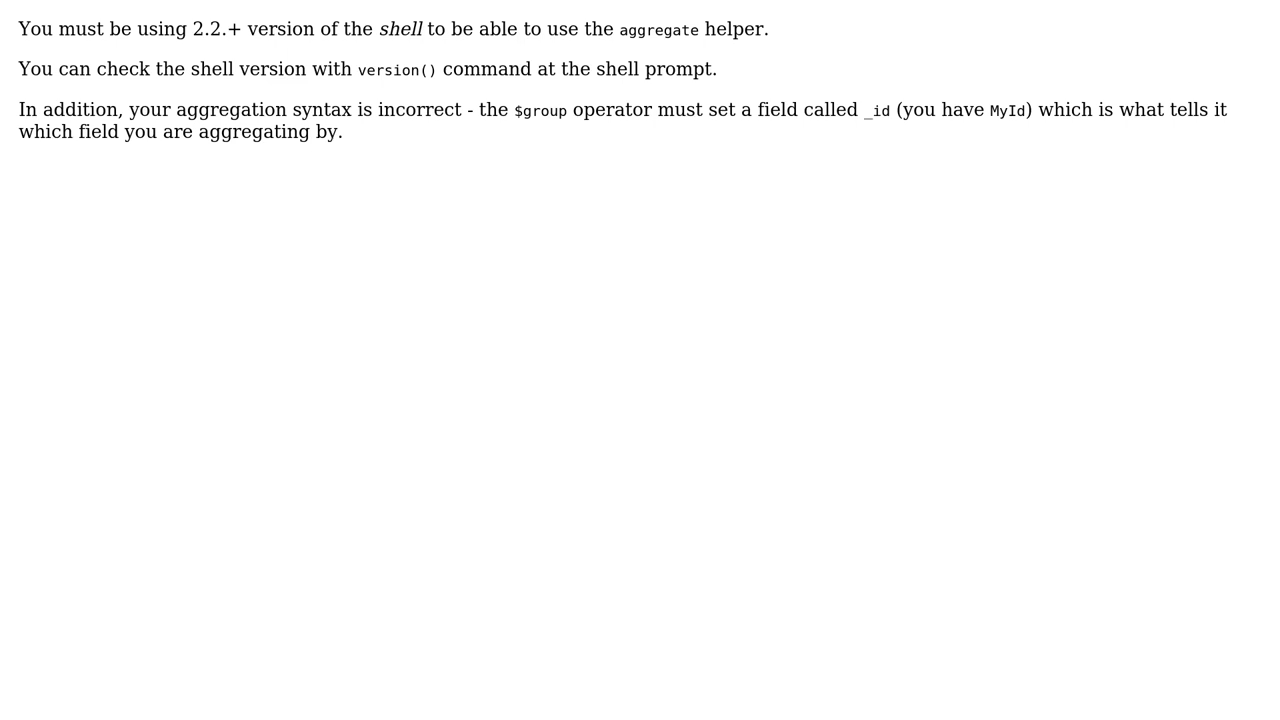 You must be using 2.2.+ version of the shell to be able to use the aggregate helper.
You can check the shell version with version() command at the shell prompt.
In addition, your aggregation syntax is incorrect - the $group operator must set a field called _id (you have MyId) which is what tells it
which field you are aggregating by.